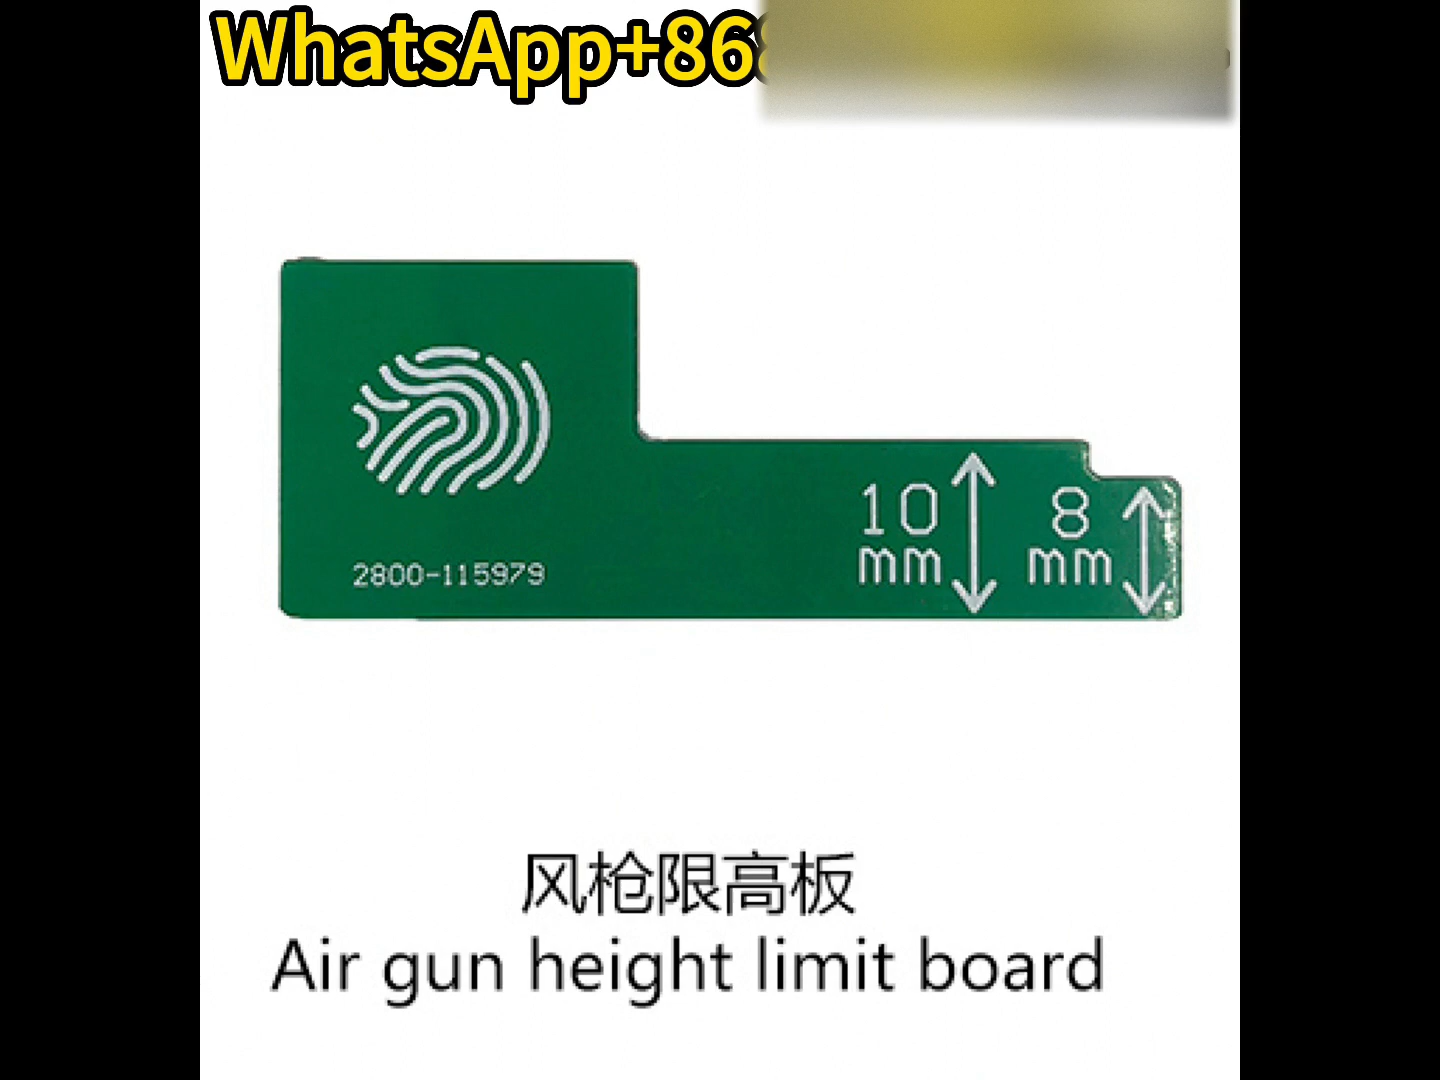 WhatsApp+86
10 8
mm mm
2800-115979
风枪限高板
Air gun height limit board